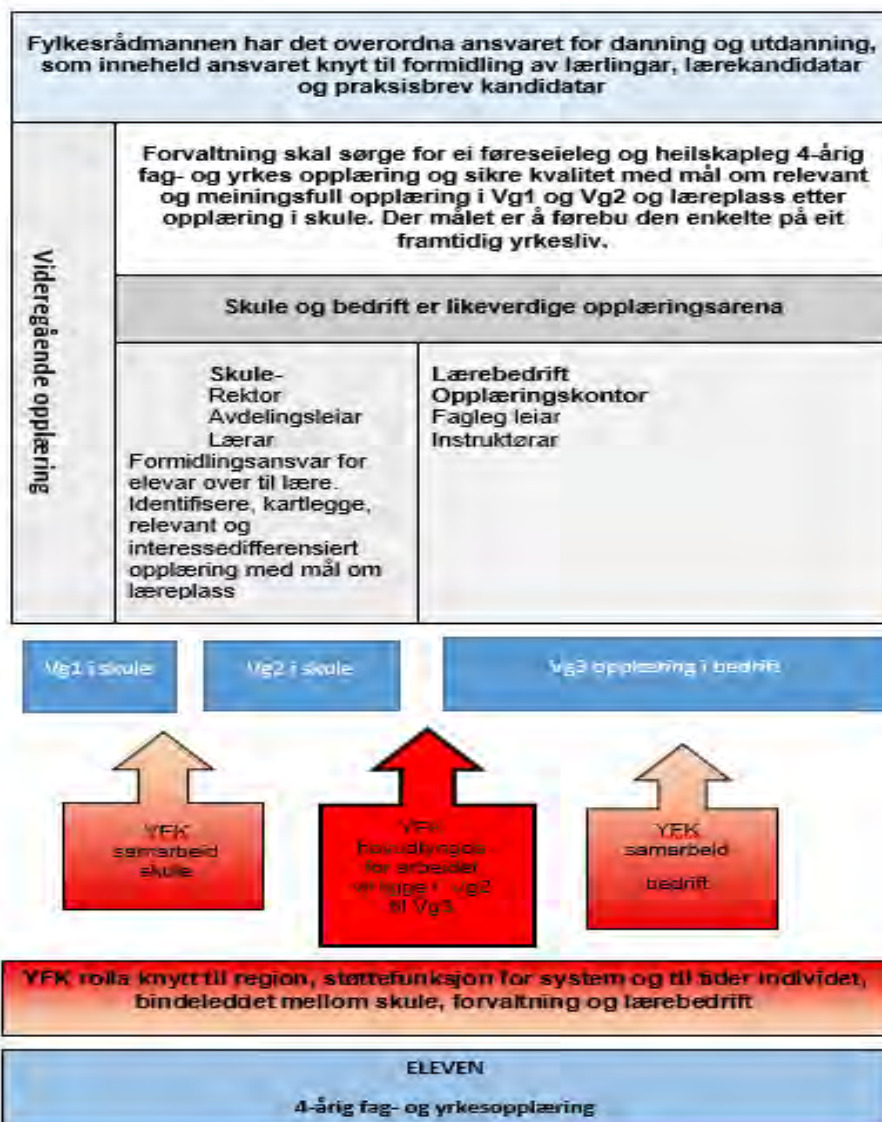 Fylkesrådmannen har det overordna ansvaret for danning og utdanning,
som inneheld ansvaret knyt til formidling av lærlingar, lærekandidatar
og praksisbrev kandidatar
Videregående opplæring
Forvaltning skal sørge for ei føreseieleg og heilskapleg 4-årig
fag- og yrkes opplæring og sikre kvalitet med mål om relevant
og meiningsfull opplæring i Vg1 og Vg2 og læreplass etter
opplæring i skule. Der målet er å førebu den enkelte på eit
framtidig yrkesliv.
Skule og bedrift er likeverdige opplæringsarena
Skule-
Rektor
Avdelingsleiar
Lærar
Formidlingsansvar for
elevar over til lære.
Identifisere, kartlegge,
relevant og
interessedifferensiert
opplæring med mål om
læreplass
Lærebedrift
Opplæringskontor
Fagleg leiar
Instruktørar
Vg1 i skule
Vg2 i skule
Vg3 opplæring i bedrift
YFK
samarbeid
skule
YFK
for arbeidet
Vg2
til Vg3
YFK
samarbeid
bedrift
YFK rolla knytt til region, støttefunksjon for system og til tider individet,
bindeleddet mellom skule, forvaltning og lærebedrift
ELEVEN
4-årig fag- og yrkesopplæring